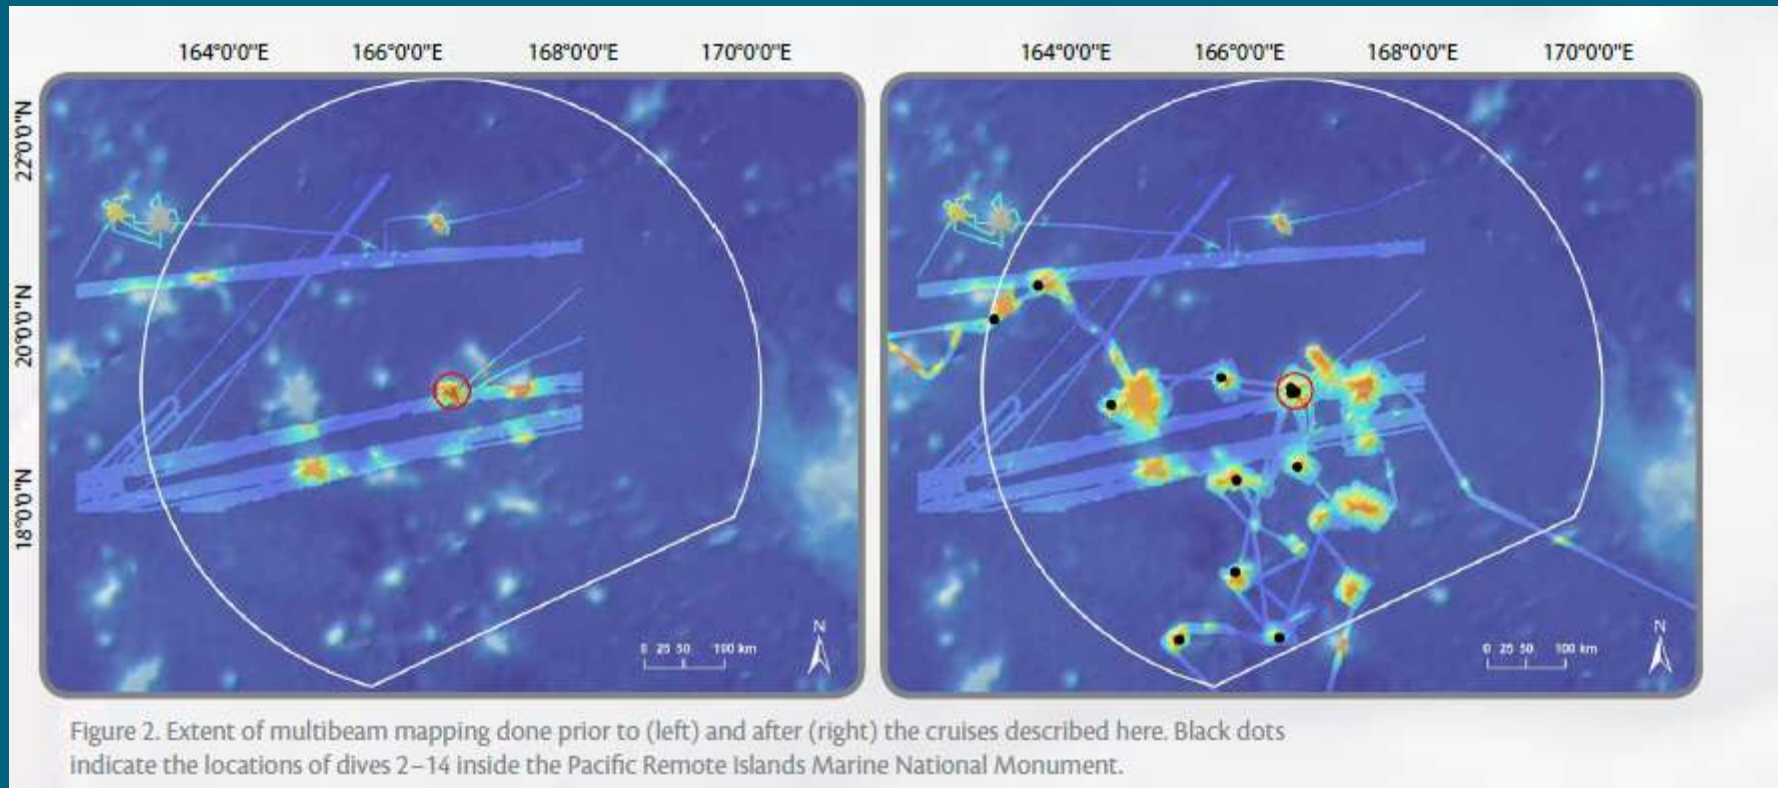 164°0'0"E 166°0'0"E 168°0'0"E 170°0'0"E 164°0'0"E 166°0'0"E 168°0'0"E 170°0'0"E
22°0'0"N
20°0'0"N
18°0'0"N
N
0 25 50 100 km
N
0 25 50 100 km
Figure 2. Extent of multibeam mapping done prior to (left) and after (right) the cruises described here. Black dots
indicate the locations of dives 2–14 inside the Pacific Remote Islands Marine National Monument.